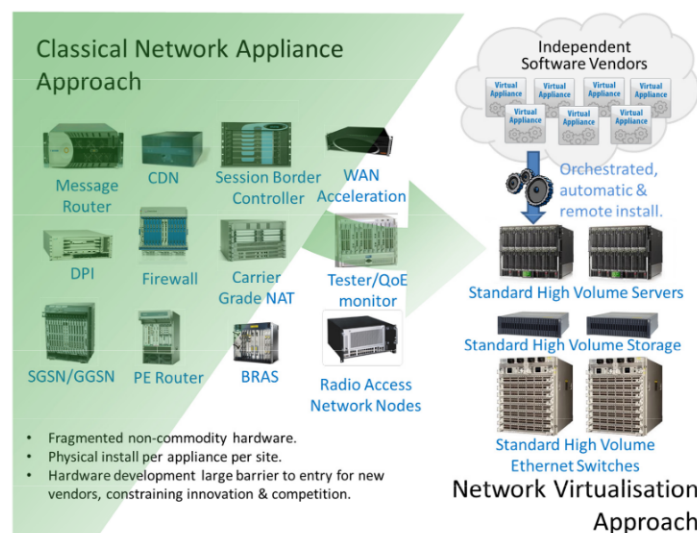 Classical Network Appliance
Approach
Message
Router
CDN
Session Border
Controller
WAN
Acceleration
DPI
Firewall
Carrier
Grade NAT
Tester/QoE
monitor
SGSN/GGSN
PE Router
BRAS
Radio Access
Network Nodes
• Fragmented non-commodity hardware.
• Physical install per appliance per site.
• Hardware development large barrier to entry for new
vendors, constraining innovation & competition.
Independent
Software Vendors
Virtual
Appliance
Virtual
Appliance
Virtual
Appliance
Virtual
Appliance
Virtual
Appliance
Virtual
Appliance
Virtual
Appliance
Orchestrated,
automatic &
remote install.
Standard High Volume Servers
Standard High Volume Storage
Standard High Volume
Ethernet Switches
Network Virtualisation
Approach